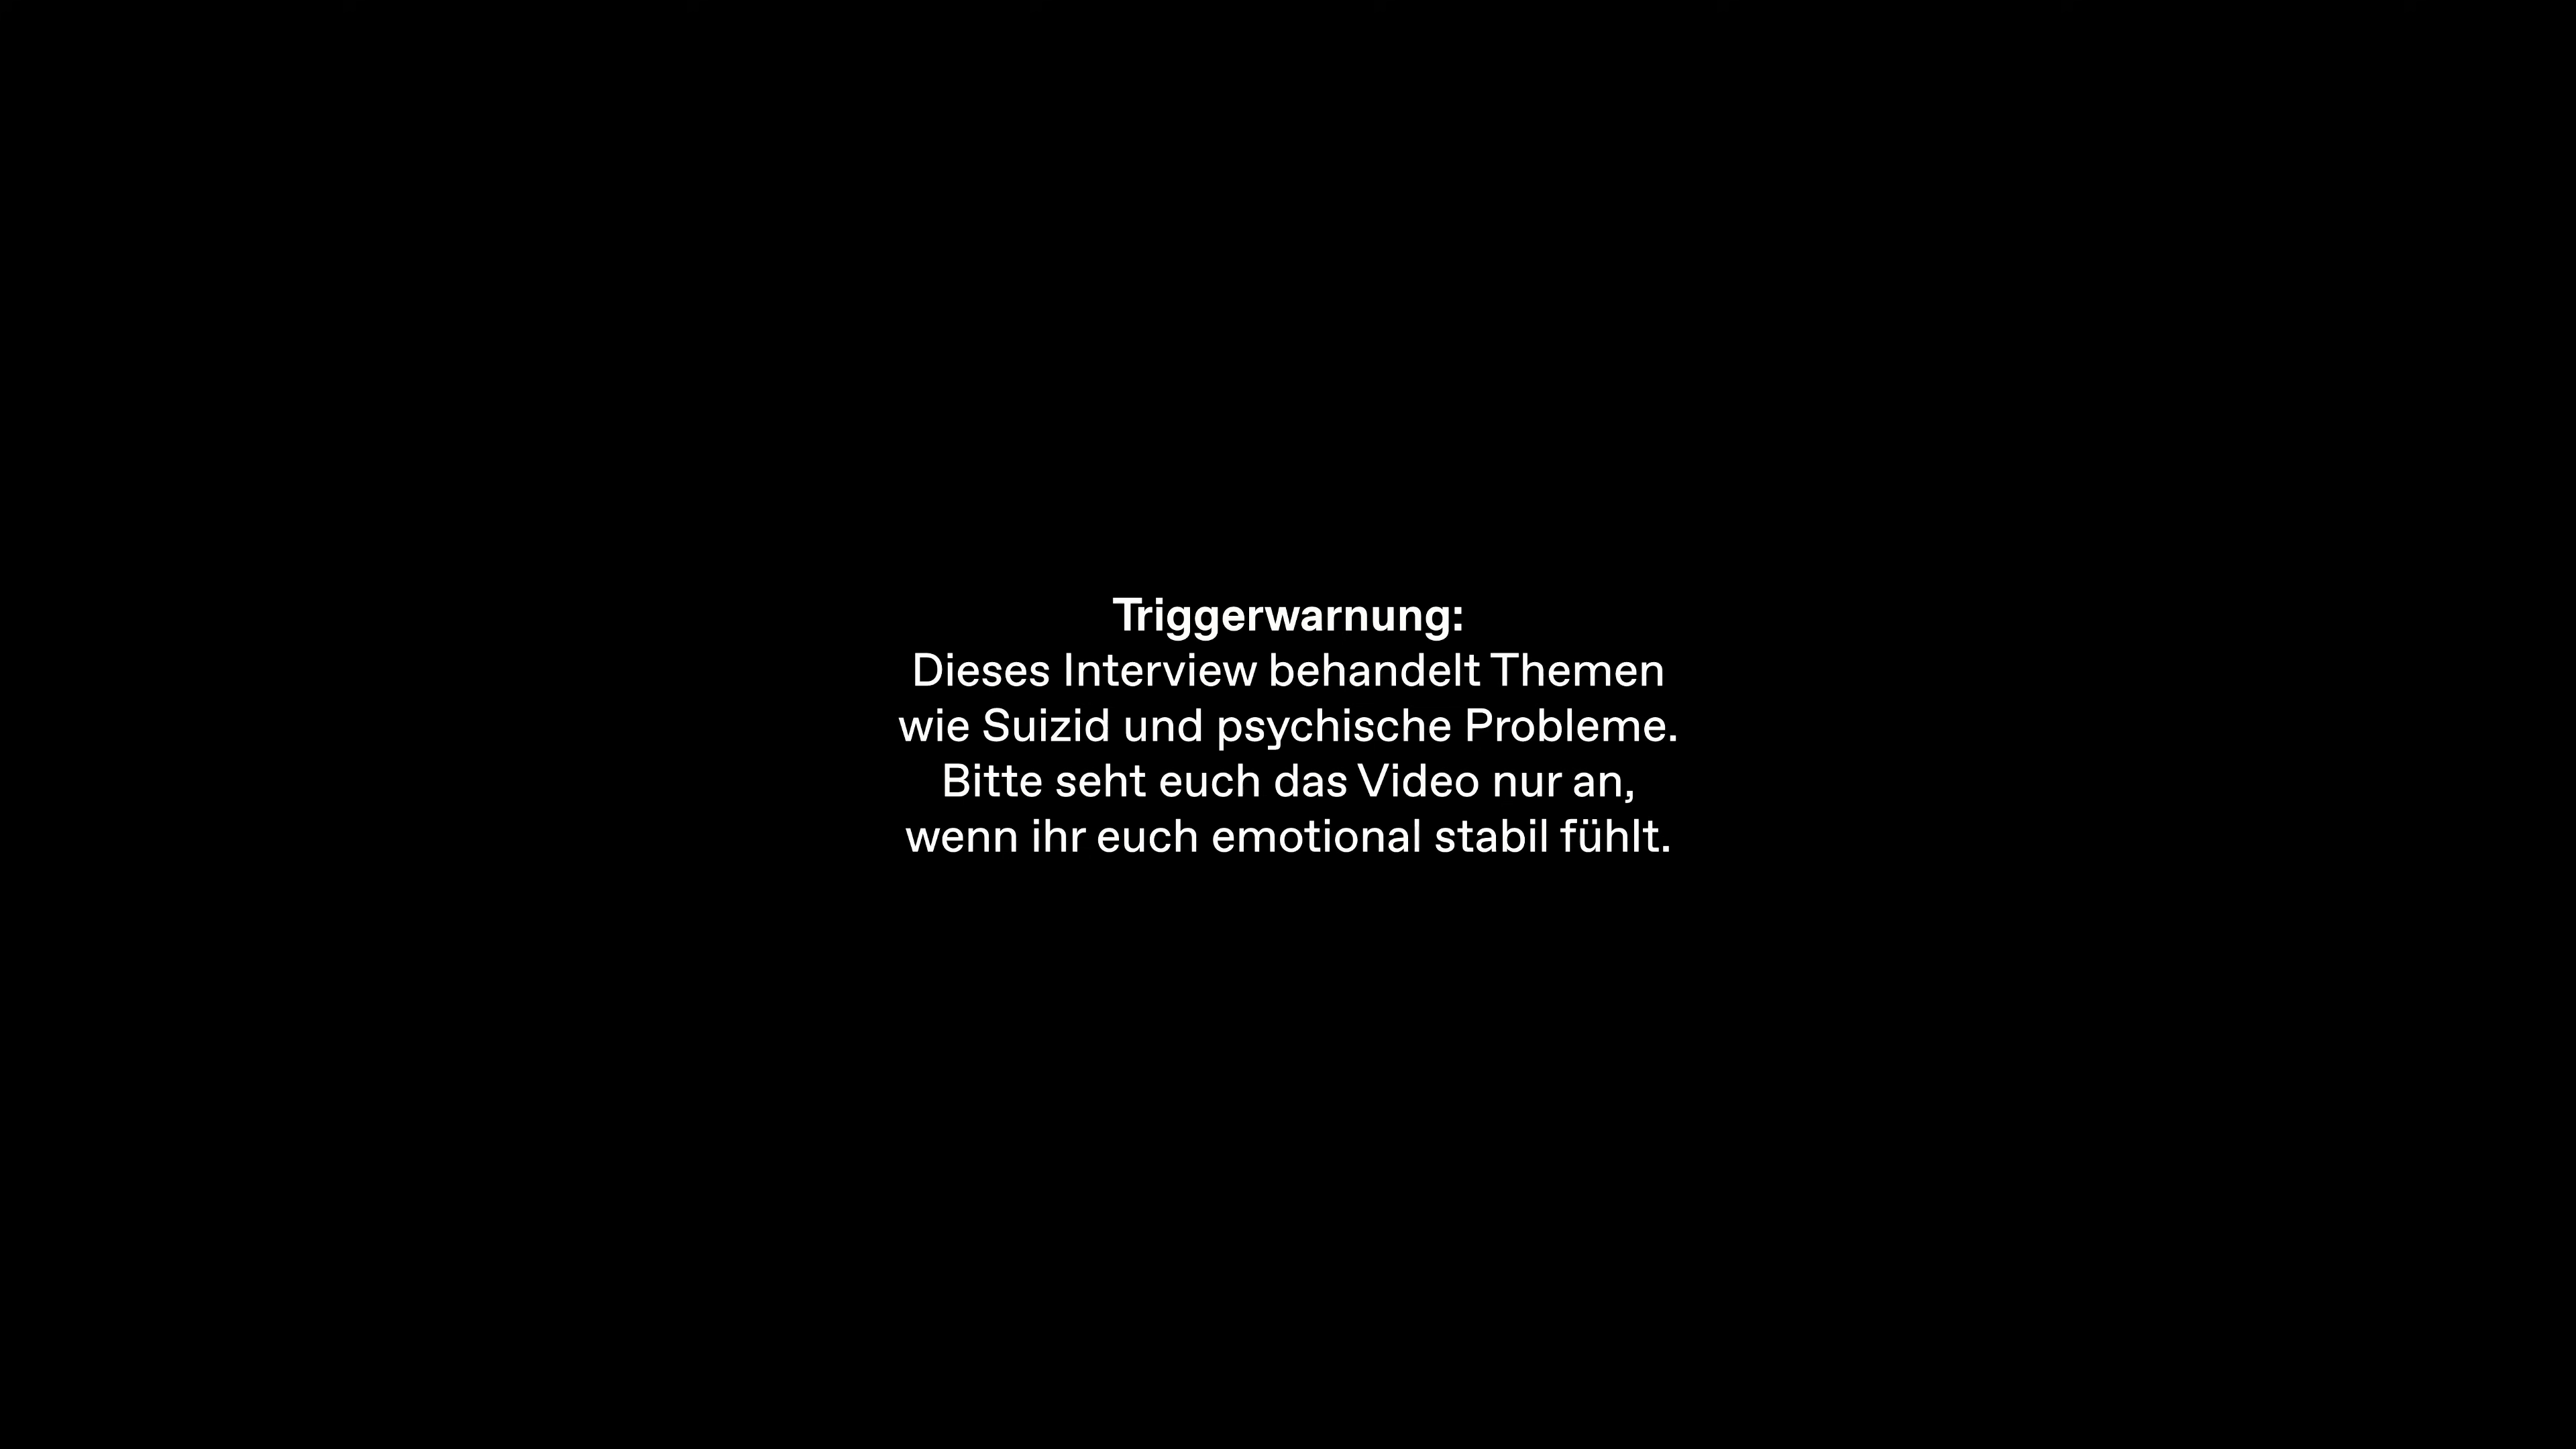 Triggerwarnung:
Dieses Interview behandelt Themen
wie Suizid und psychische Probleme.
Bitte seht euch das Video nur an,
wenn ihr euch emotional stabil fühlt.